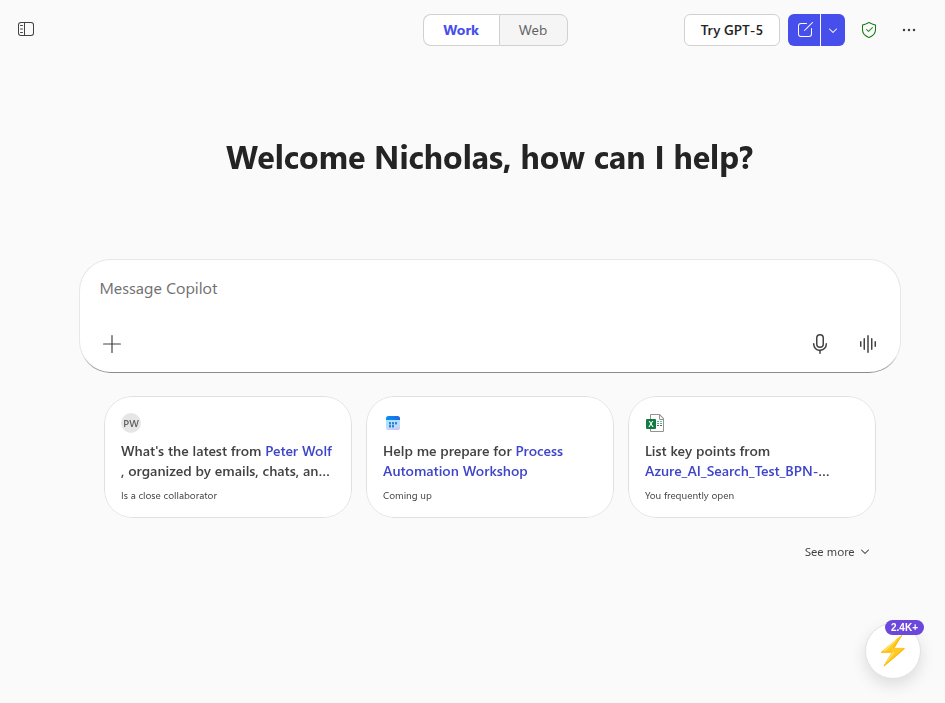 Work
Web
Try GPT-5
Welcome Nicholas, how can I help?
Message Copilot
PW
What's the latest from Peter Wolf
, organized by emails, chats, an...
Is a close collaborator
Help me prepare for Process
Automation Workshop
Coming up
List key points from
Azure_AI_Search_Test_BPN-...
You frequently open
See more
2.4K+